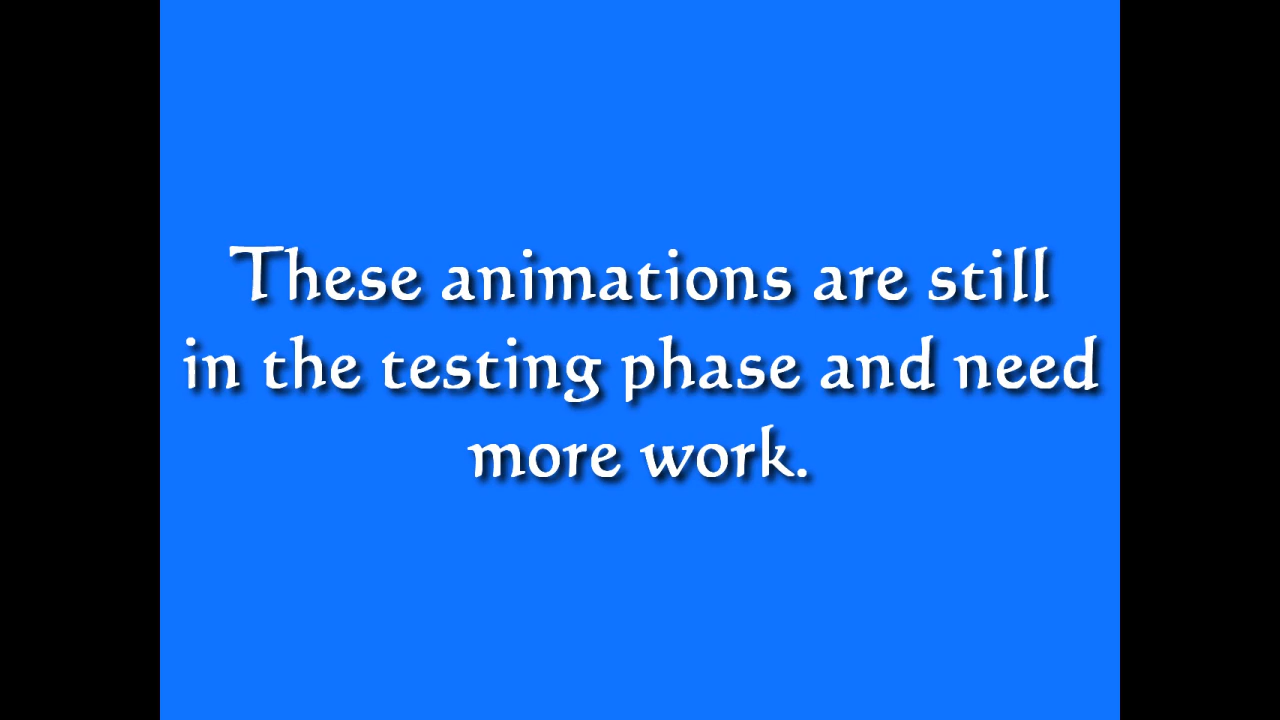 These animations are still
in the testing phase and need
more work.